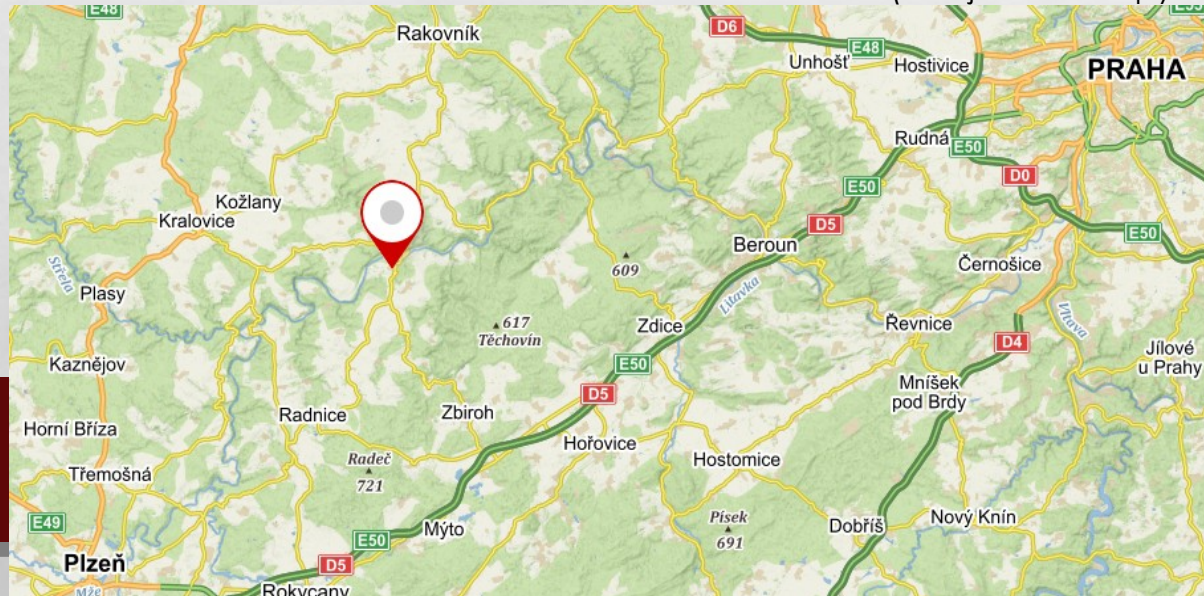 E48
Rakovník
D6
E48
Unhošť
Hostivice
PRAHA
Rudná
E50
D0
E50
D5
E50
Kožlany
Kralovice
Beroun
609
Černošice
Střela
Plasy
Litavka
Vltava
617
Těchovín
Zdice
Řevnice
D4
Kaznějov
E50
D5
Jílové
u Prahy
Mníšek
pod Brdy
Radnice
Zbiroh
Horní Bříza
Hořovice
Hostomice
Radeč
721
Třemošná
E49
Mýto
E50
Písek
691
Dobříš
Nový Knín
Plzeň
D5
Mže
Rokycany